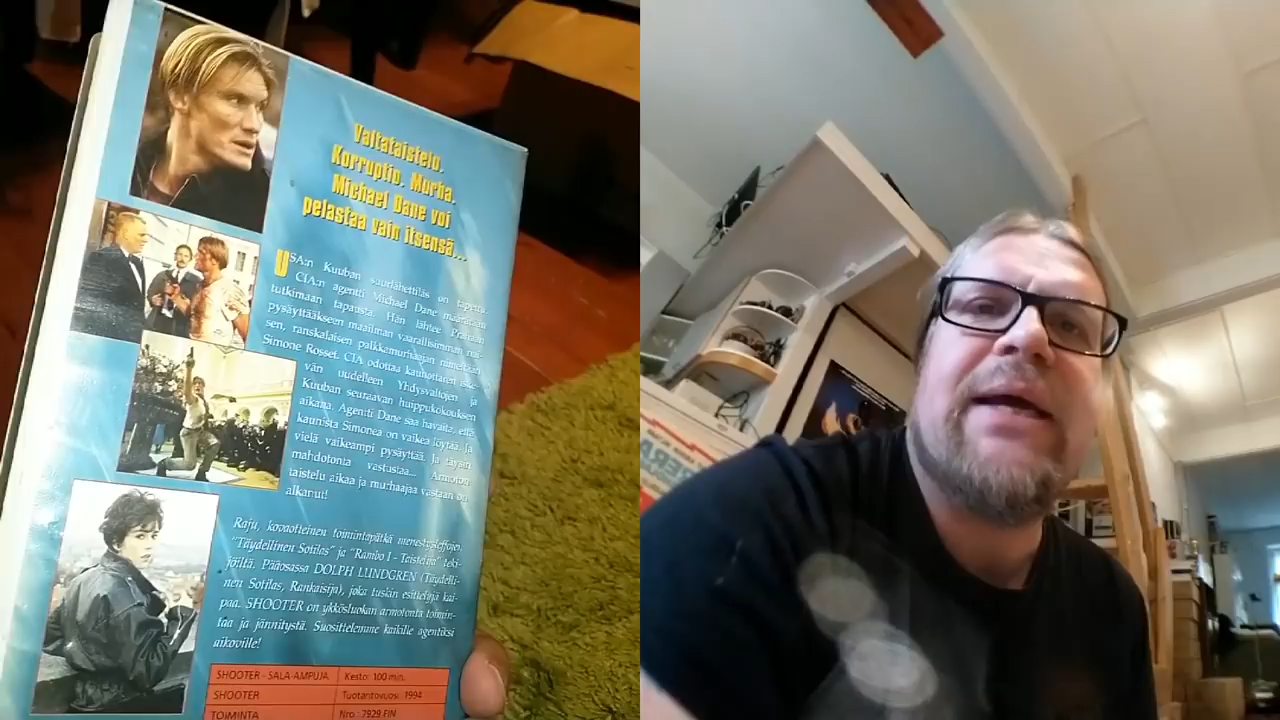 Valtataistelu.
Korruptio. Murha.
Michael Dane voi
pelastaa vain itsensä...
USA:n Kuuban suurlähettiläs on tapettu.
CIA:n agentti Michael Dane määrätään
tutkimaan tapausta. Hän lähtee Prahaan
pysäyttääkseen maailman vaarallisimman nai-
sen, ranskalaisen palkkamurhaajan nimeltään
Simone Rosset. CIA odottaa kauhuissaan iske-
vän uudelleen Yhdysvaltojen ja
Kuuban seuraavan huippukokouksen
aikana. Agentti Dane saa havaita, että
kaunista Simonea on vaikea löytää. Ja
vielä vaikeampi pysäyttää. Ja täysin
mahdotonta vastustaa... Armoton
taistelu aikaa ja murhaajaa vastaan on
alkanut!
Raju, kovaotteinen toimintapätkä menestysleffojen
"Täydellinen Sotilas" ja "Rambo I - Taistelija" teki-
jöiltä. Pääosassa DOLPH LUNDGREN (Täydelli-
nen Sotilas, Rankaisija), joka tuskin esittelyjä kai-
paa. SHOOTER on ykkösluokan armotonta toimin-
taa ja jännitystä. Suosittelemme kaikille agentiksi
aikoville!
SHOOTER - SALA-AMPUJA Kesto: 100 min.
SHOOTER Tuotantovuosi: 1994
TOIMINTA Nro.: 7929 FIN